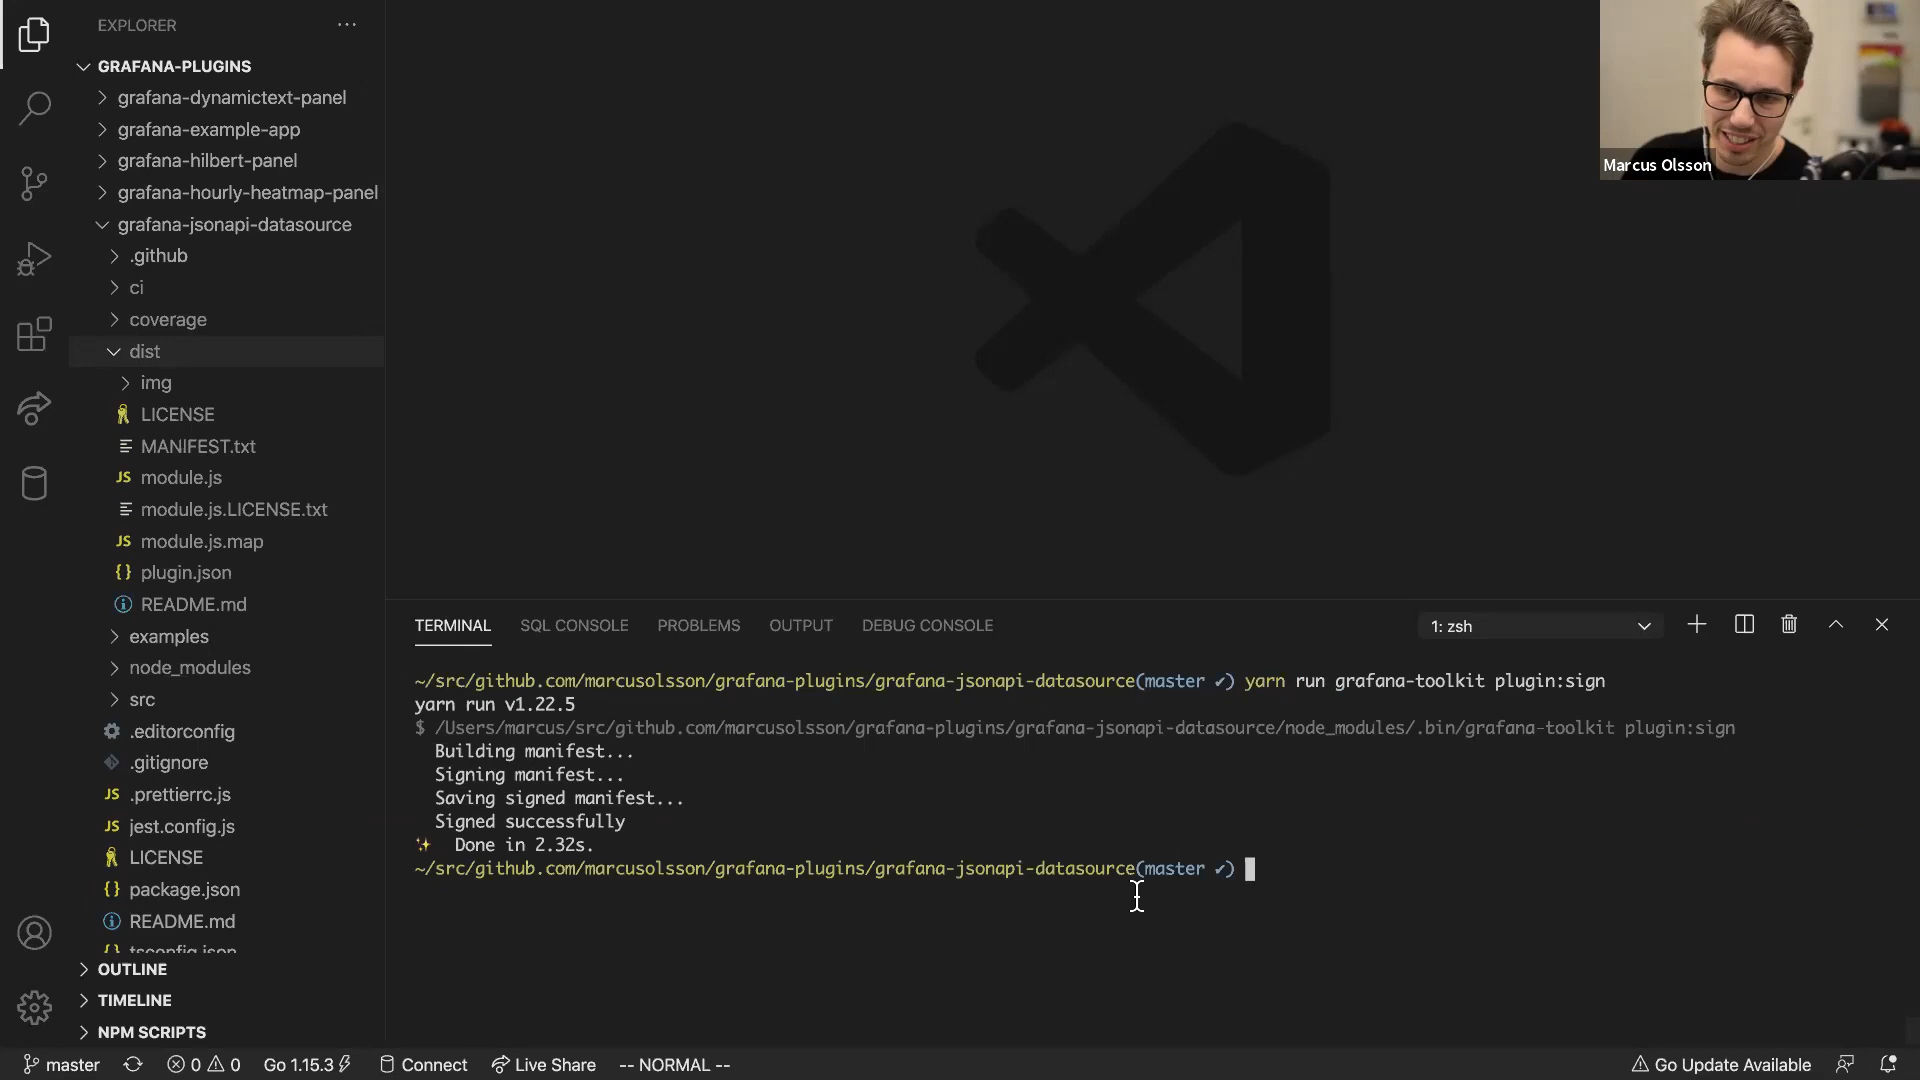 EXPLORER
GRAFANA-PLUGINS
grafana-dynamictext-panel
grafana-example-app
grafana-hilbert-panel
grafana-hourly-heatmap-panel
grafana-jsonapi-datasource
.github
ci
coverage
dist
img
LICENSE
MANIFEST.txt
JS module.js
module.js.LICENSE.txt
JS module.js.map
{} plugin.json
README.md
examples
node_modules
src
.editorconfig
.gitignore
JS .prettierrc.js
JS jest.config.js
LICENSE
{} package.json
README.md
{} tsconfig.json
OUTLINE
TIMELINE
NPM SCRIPTS
Marcus Olsson
TERMINAL SQL CONSOLE PROBLEMS OUTPUT DEBUG CONSOLE 1: zsh
~/src/github.com/marcusolsson/grafana-plugins/grafana-jsonapi-datasource(master ✔) yarn run grafana-toolkit plugin:sign
yarn run v1.22.5
$ /Users/marcus/src/github.com/marcusolsson/grafana-plugins/grafana-jsonapi-datasource/node_modules/.bin/grafana-toolkit plugin:sign
Building manifest...
Signing manifest...
Saving signed manifest...
Signed successfully
✨ Done in 2.32s.
~/src/github.com/marcusolsson/grafana-plugins/grafana-jsonapi-datasource(master ✔)
master 0 0 Go 1.15.3 Connect Live Share -- NORMAL -- Go Update Available